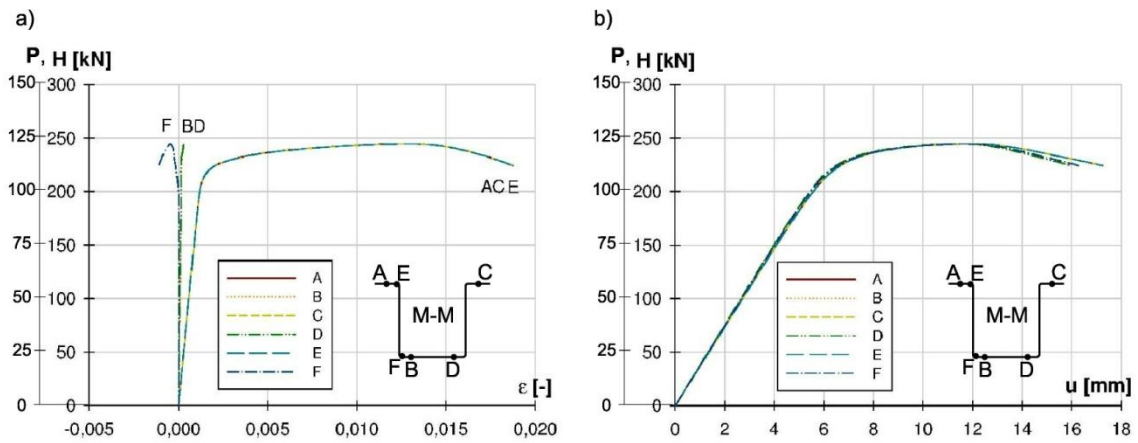 a)
P, H [kN]
150 300
125 250
100 200
75 150
50 100
25 50
0 0
F BD
ACE
A
B
C
D
E
F
A E C
M-M
F B D
ε [-]
-0,005 0,000 0,005 0,010 0,015 0,020
b)
P, H [kN]
150 300
125 250
100 200
75 150
50 100
25 50
0 0
A
B
C
D
E
F
A E C
M-M
F B D
u [mm]
0 2 4 6 8 10 12 14 16 18